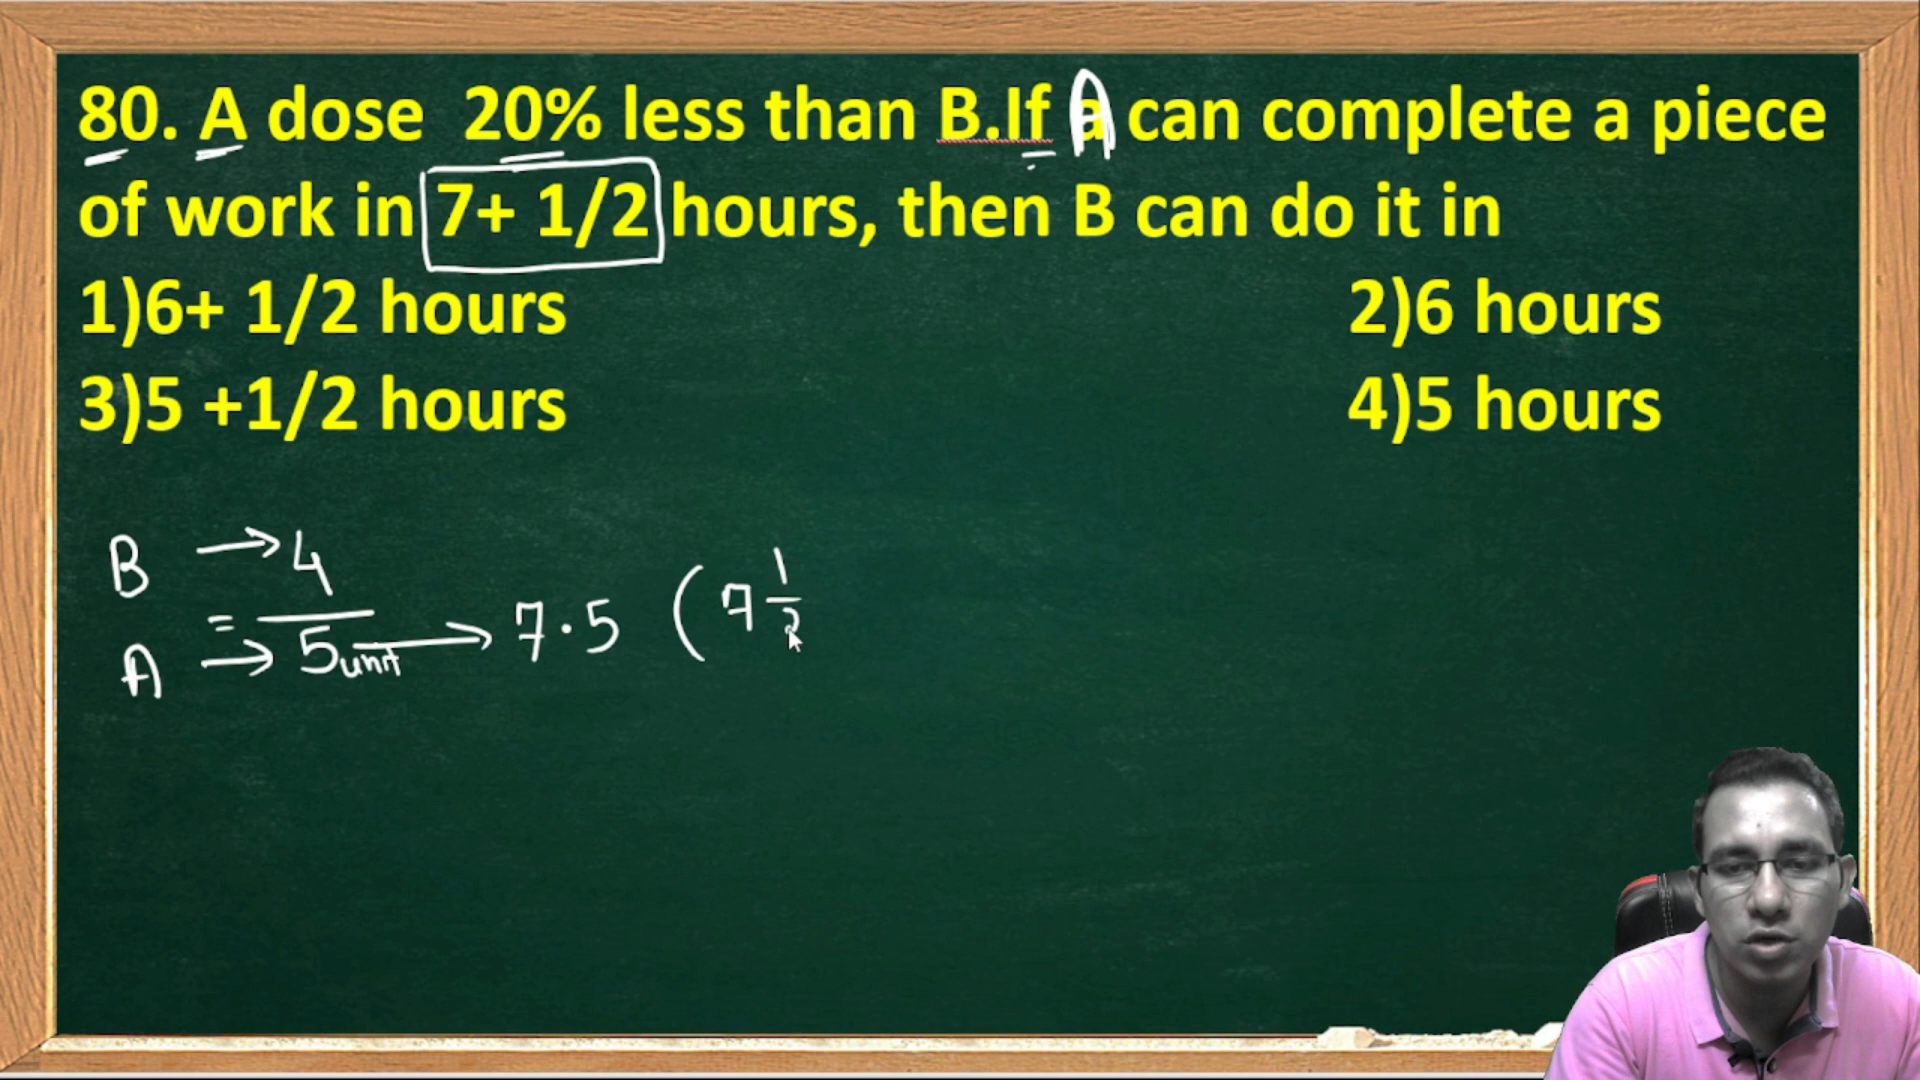 80. A dose 20% less than B.If A can complete a piece
of work in 7+ 1/2 hours, then B can do it in
1)6+ 1/2 hours 2)6 hours
3)5 +1/2 hours 4)5 hours
B → 4
=
A → 5unit → 7.5 (7 1/2